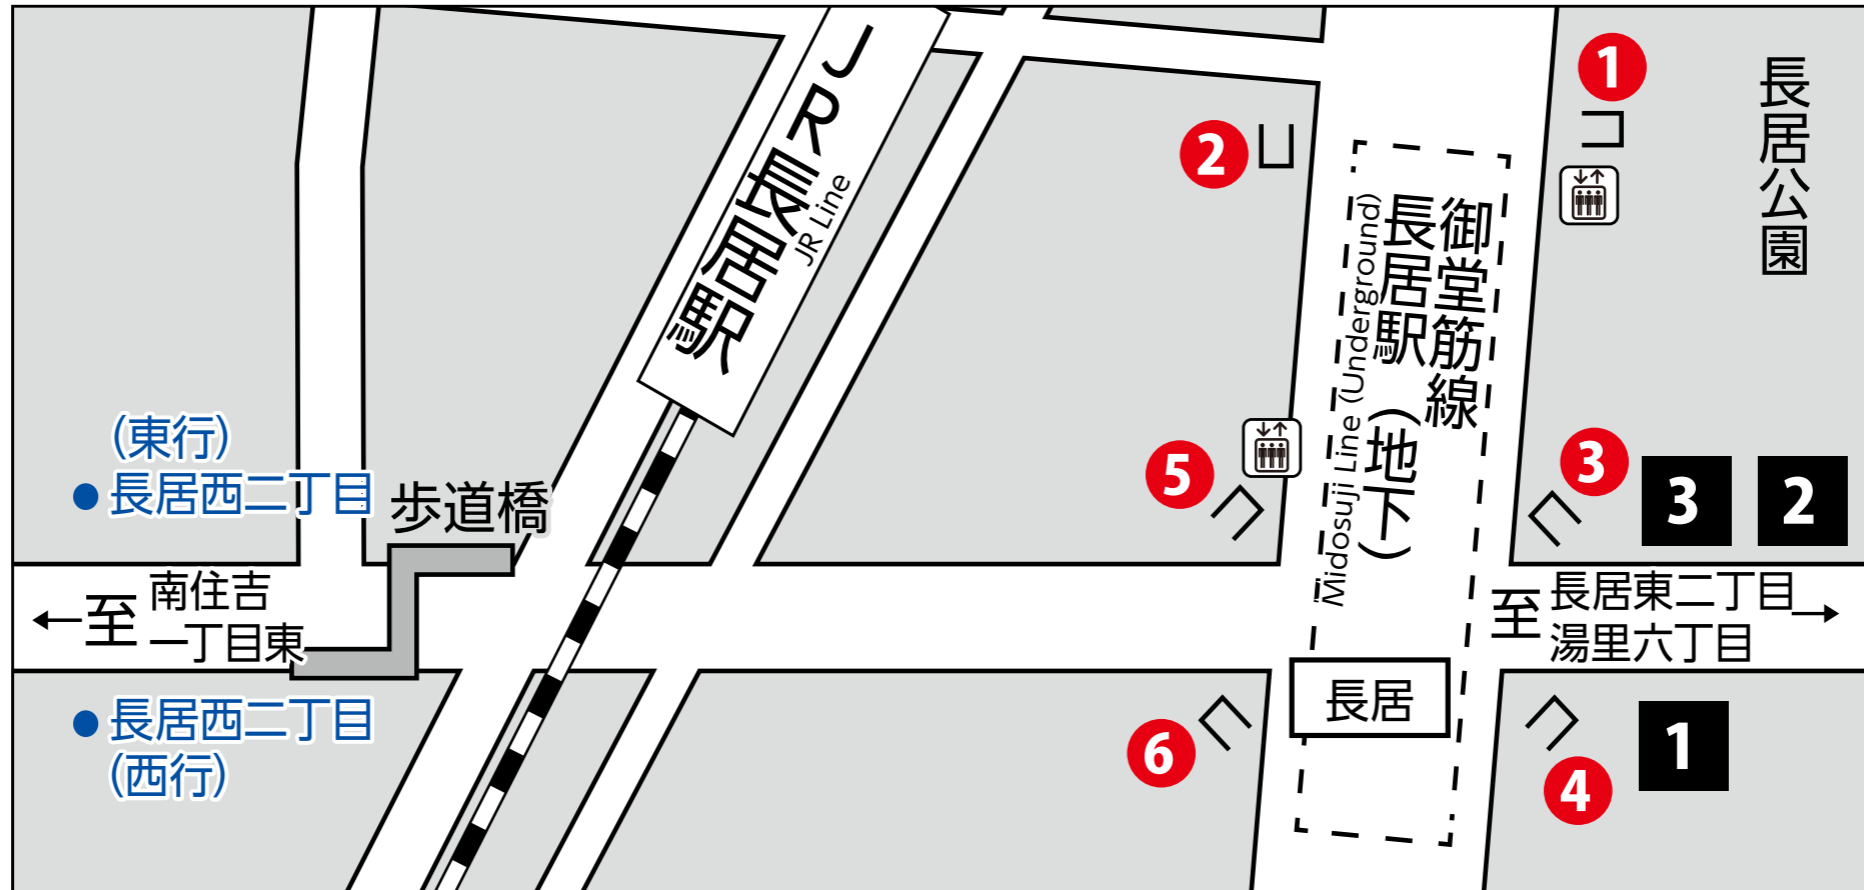 JR長居駅
JR Line
2
1
長居公園
御堂筋線
長居駅（地下）
Midosuji Line (Underground)
（東行）
長居西二丁目
歩道橋
5
3
3
2
←至
南住吉
一丁目東
至
長居東二丁目
湯里六丁目
→
長居西二丁目
（西行）
6
長居
4
1